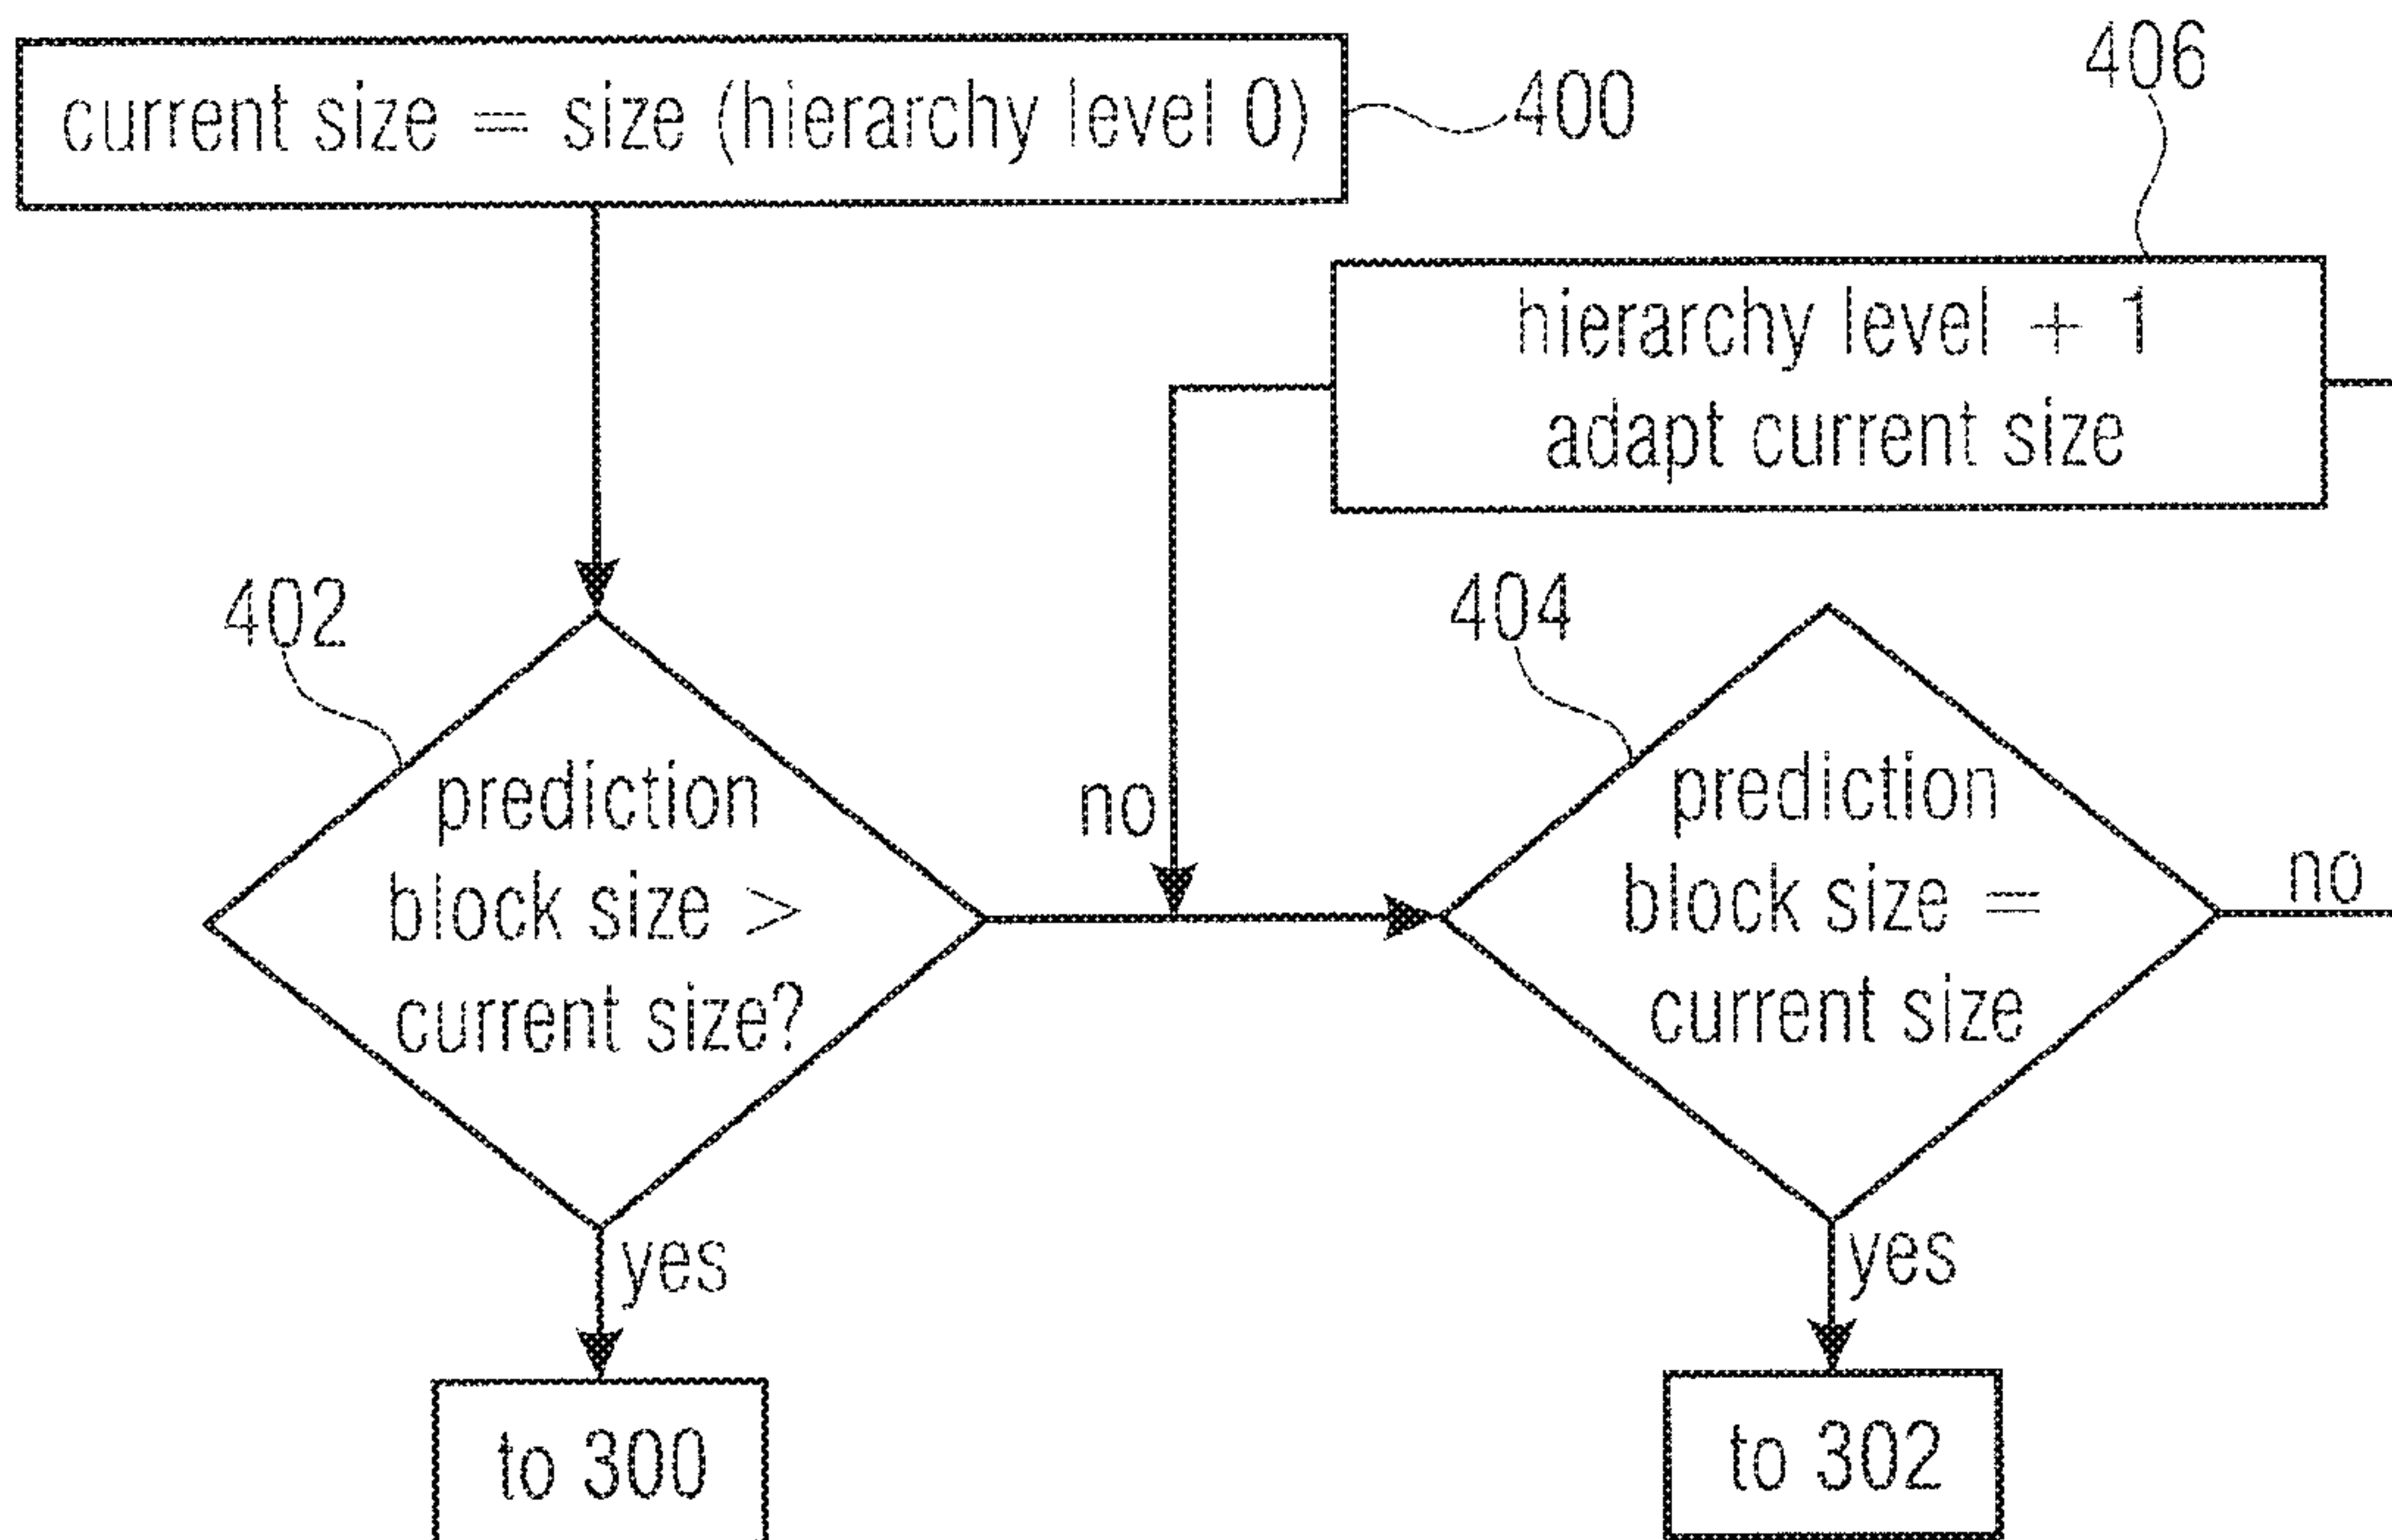 current size = size (hierarchy level 0)
400
406
hierarchy level + 1
adapt current size
402
404
prediction
block size >
current size?
no
prediction
block size =
current size
no
yes
yes
to 300
to 302